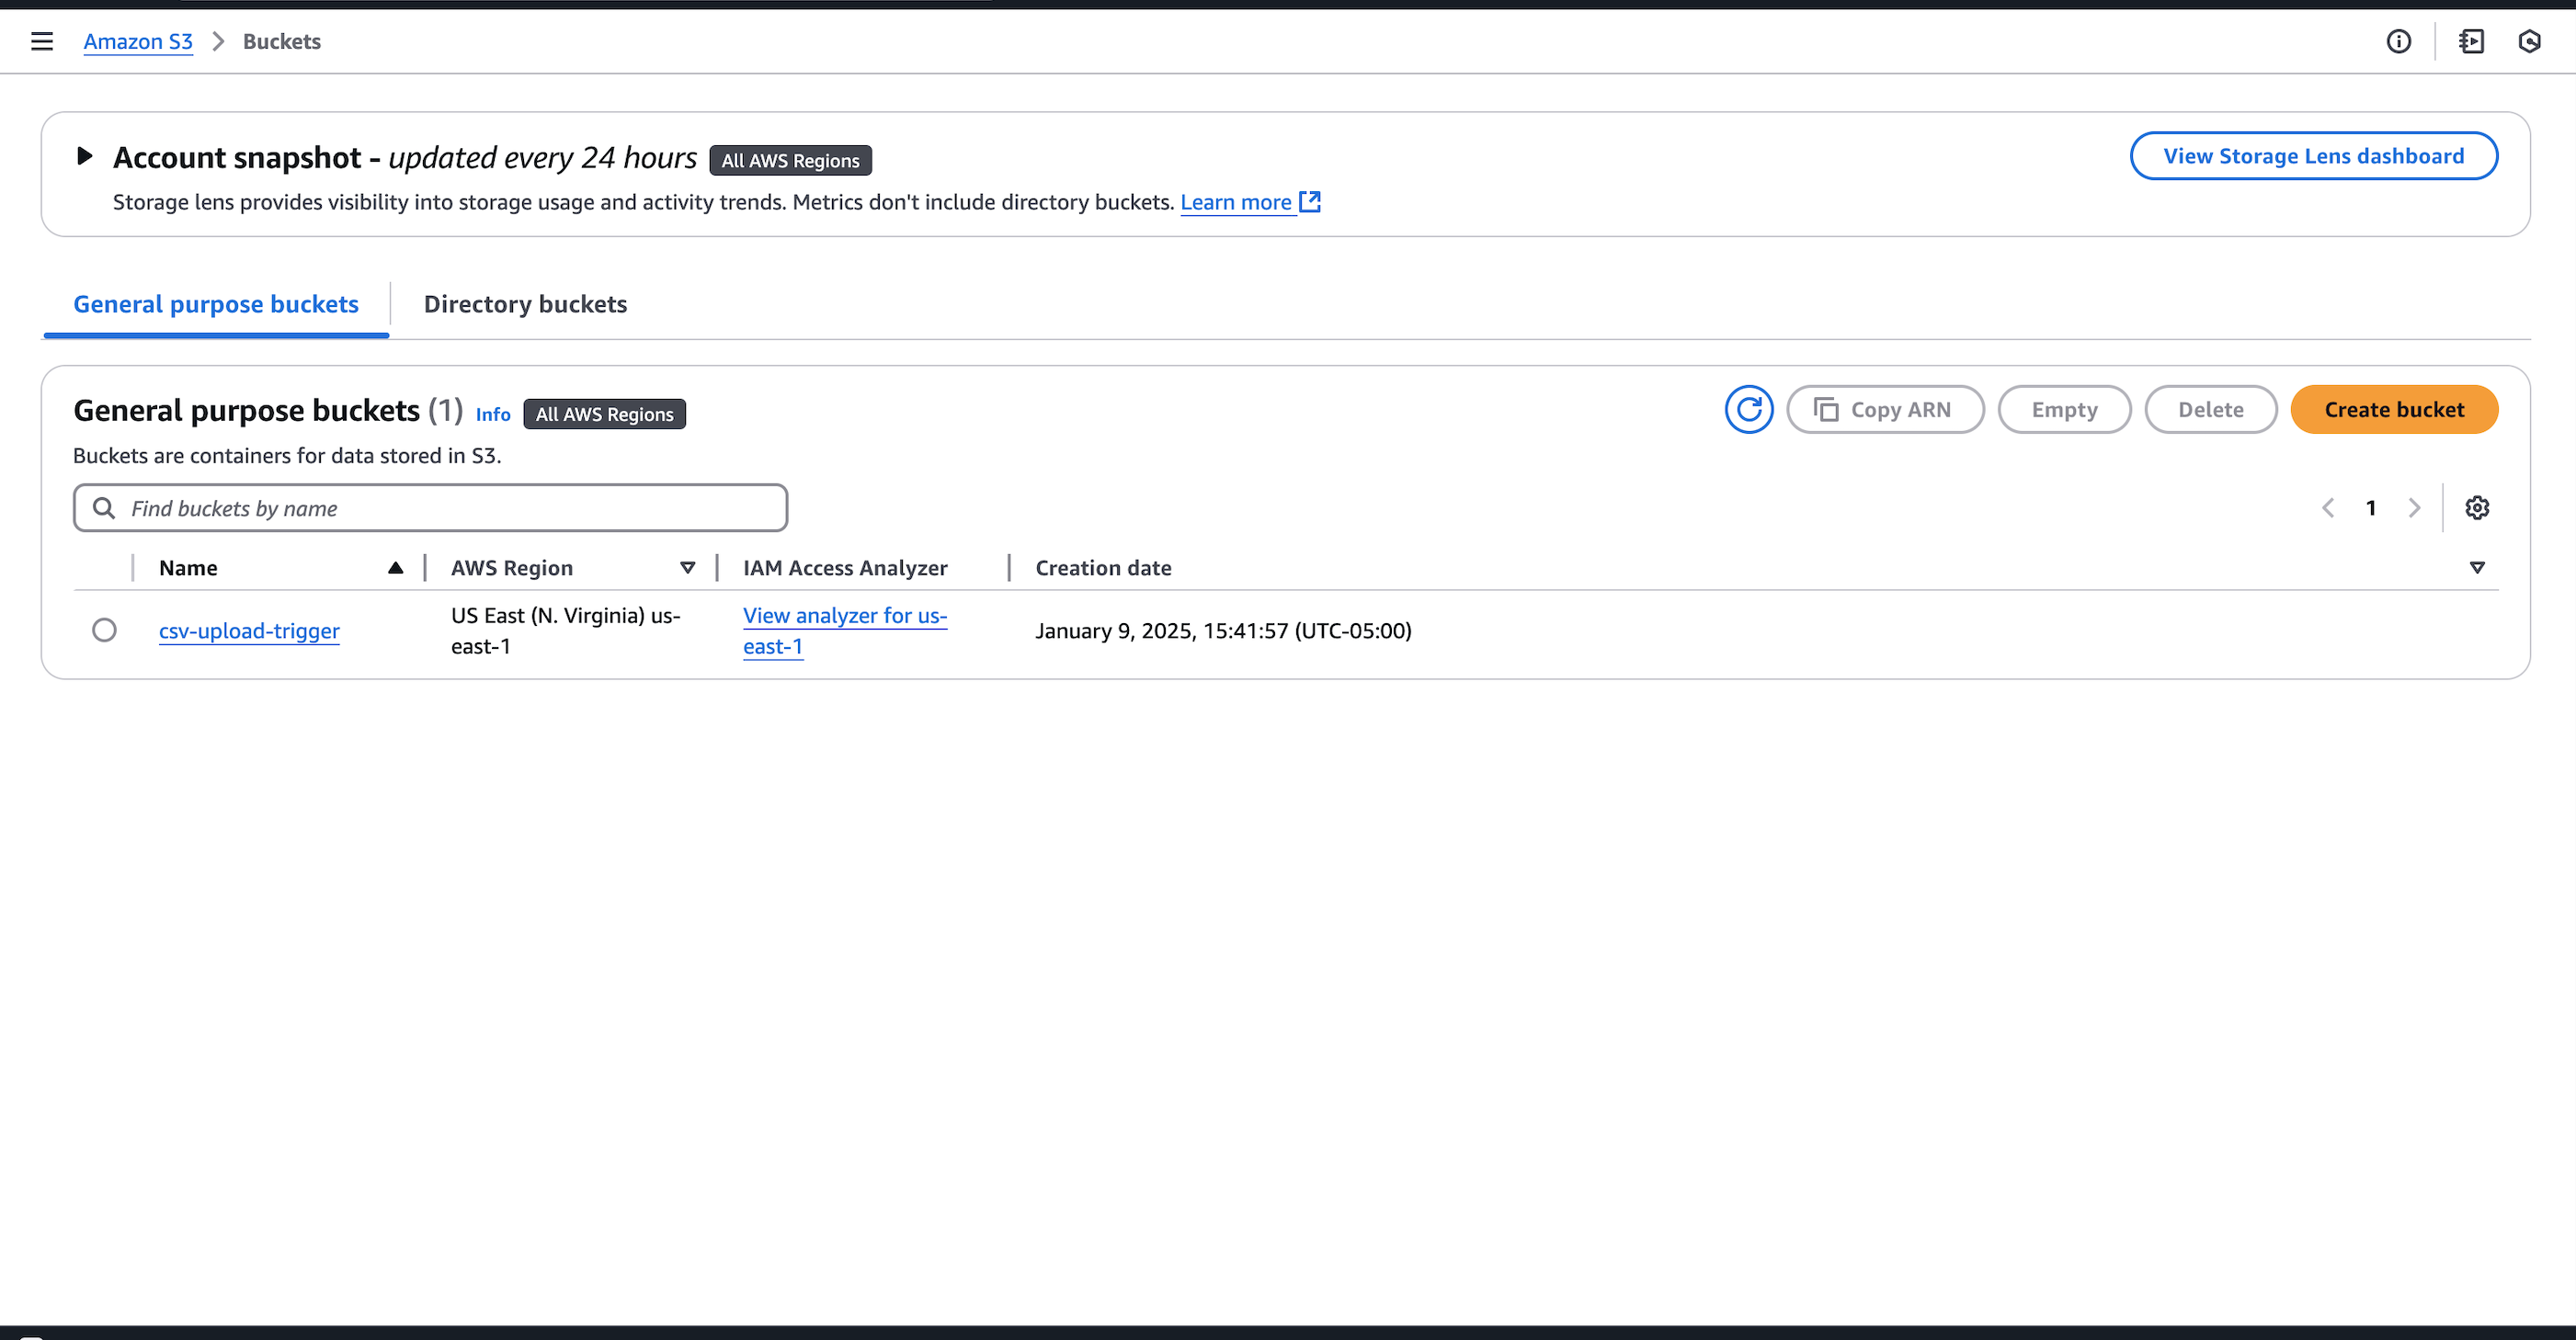 Amazon S3 > Buckets
Account snapshot - updated every 24 hours All AWS Regions
View Storage Lens dashboard
Storage lens provides visibility into storage usage and activity trends. Metrics don't include directory buckets. Learn more
General purpose buckets
Directory buckets
General purpose buckets (1) Info All AWS Regions
Copy ARN
Empty
Delete
Create bucket
Buckets are containers for data stored in S3.
Find buckets by name
1
Name
AWS Region
IAM Access Analyzer
Creation date
csv-upload-trigger
US East (N. Virginia) us-
east-1
View analyzer for us-
east-1
January 9, 2025, 15:41:57 (UTC-05:00)